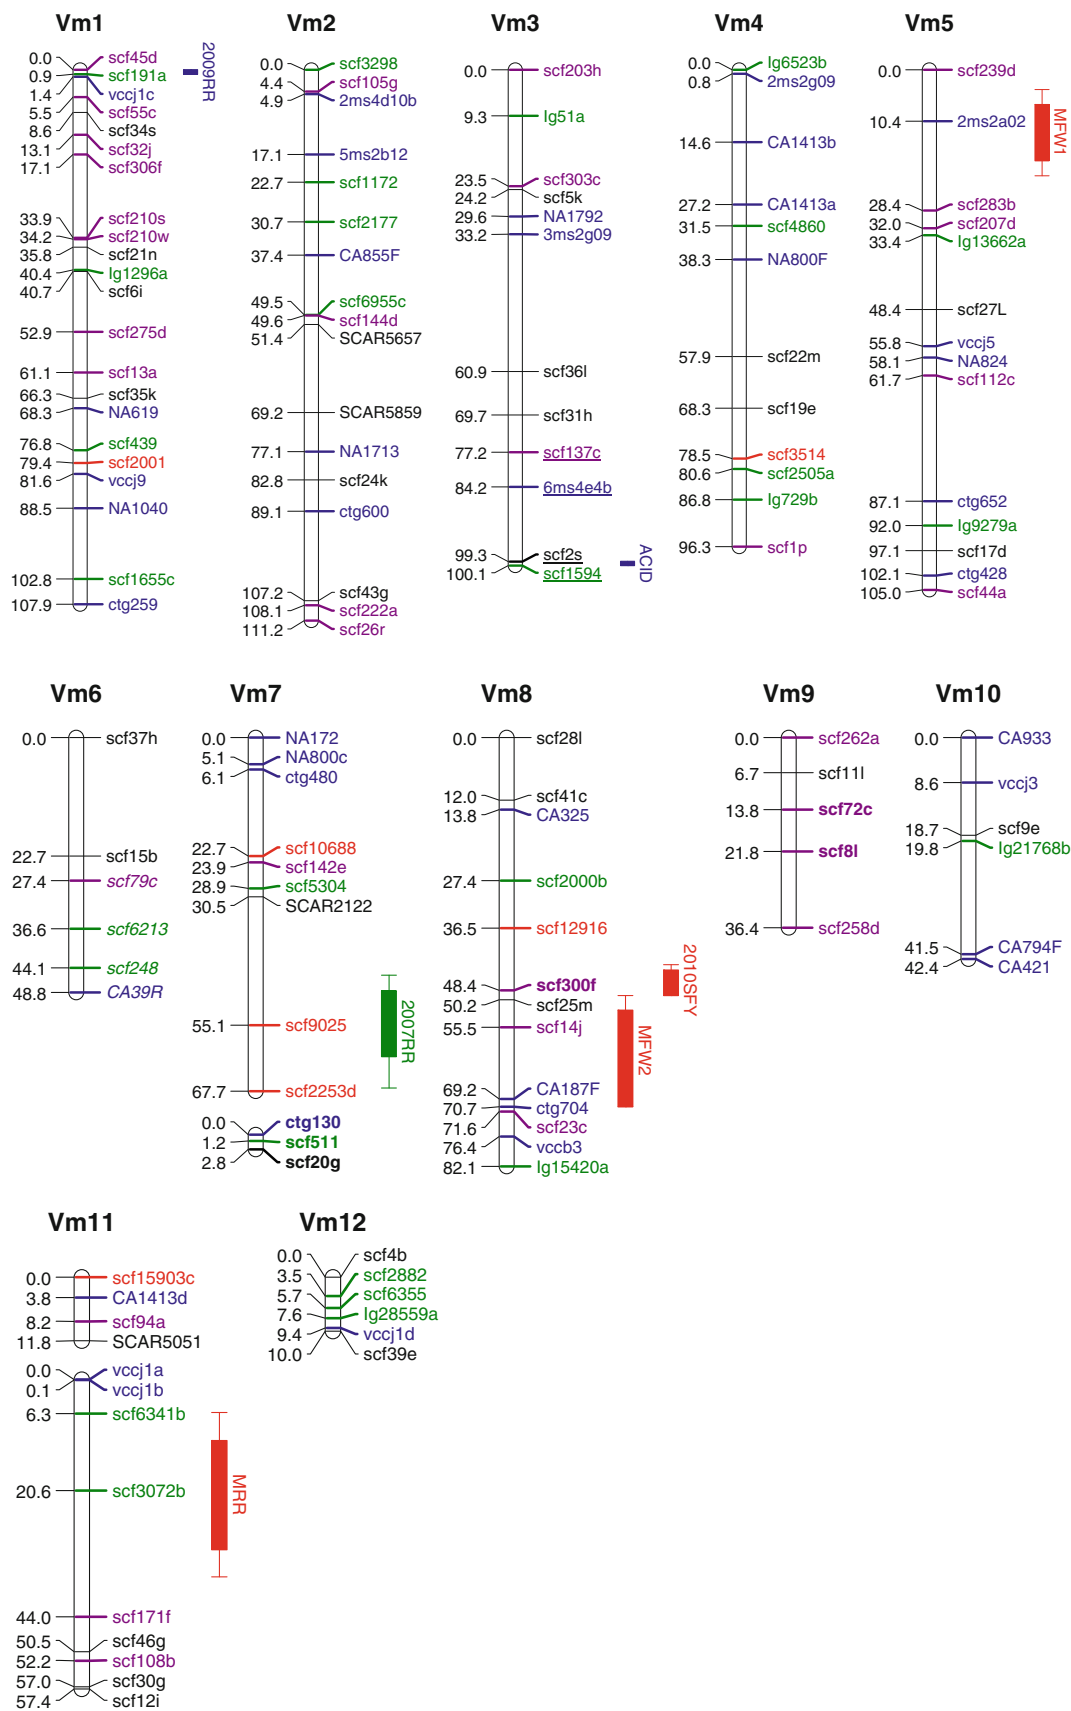 Vm1
0.0 scf45d
0.9 scf191a
1.4 vccj1c
5.5 scf55c
8.6 scf34s
13.1 scf32j
17.1 scf306f
33.9 scf210s
34.2 scf210w
35.8 scf21n
40.4 lg1296a
40.7 scf6i
52.9 scf275d
61.1 scf13a
66.3 scf35k
68.3 NA619
76.8 scf439
79.4 scf2001
81.6 vccj9
88.5 NA1040
102.8 scf1655c
107.9 ctg259
2009RR
Vm2
0.0 scf3298
4.4 scf105g
4.9 2ms4d10b
17.1 5ms2b12
22.7 scf1172
30.7 scf2177
37.4 CA855F
49.5 scf6955c
49.6 scf144d
51.4 SCAR5657
69.2 SCAR5859
77.1 NA1713
82.8 scf24k
89.1 ctg600
107.2 scf43g
108.1 scf222a
111.2 scf26r
Vm3
0.0 scf203h
9.3 lg51a
23.5 scf303c
24.2 scf5k
29.6 NA1792
33.2 3ms2g09
60.9 scf36l
69.7 scf31h
77.2 scf137c
84.2 6ms4e4b
99.3 scf2s
100.1 scf1594
ACID
Vm4
0.0 lg6523b
0.8 2ms2g09
14.6 CA1413b
27.2 CA1413a
31.5 scf4860
38.3 NA800F
57.9 scf22m
68.3 scf19e
78.5 scf3514
80.6 scf2505a
86.8 lg729b
96.3 scf1p
Vm5
0.0 scf239d
10.4 2ms2a02
28.4 scf283b
32.0 scf207d
33.4 lg13662a
48.4 scf27L
55.8 vccj5
58.1 NA824
61.7 scf112c
87.1 ctg652
92.0 lg9279a
97.1 scf17d
102.1 ctg428
105.0 scf44a
MFW1
Vm6
0.0 scf37h
22.7 scf15b
27.4 scf79c
36.6 scf6213
44.1 scf248
48.8 CA39R
Vm7
0.0 NA172
5.1 NA800c
6.1 ctg480
22.7 scf10688
23.9 scf142e
28.9 scf5304
30.5 SCAR2122
55.1 scf9025
67.7 scf2253d
0.0 ctg130
1.2 scf511
2.8 scf20g
2007RR
Vm8
0.0 scf28l
12.0 scf41c
13.8 CA325
27.4 scf2000b
36.5 scf12916
48.4 scf300f
50.2 scf25m
55.5 scf14j
69.2 CA187F
70.7 ctg704
71.6 scf23c
76.4 vccb3
82.1 lg15420a
MFW2
2010SFY
Vm9
0.0 scf262a
6.7 scf11l
13.8 scf72c
21.8 scf8l
36.4 scf258d
Vm10
0.0 CA933
8.6 vccj3
18.7 scf9e
19.8 lg21768b
41.5 CA794F
42.4 CA421
Vm11
0.0 scf15903c
3.8 CA1413d
8.2 scf94a
11.8 SCAR5051
0.0 vccj1a
0.1 vccj1b
6.3 scf6341b
20.6 scf3072b
44.0 scf171f
50.5 scf46g
52.2 scf108b
57.0 scf30g
57.4 scf12i
MRR
Vm12
0.0 scf4b
3.5 scf2882
5.7 scf6355
7.6 lg28559a
9.4 vccj1d
10.0 scf39e